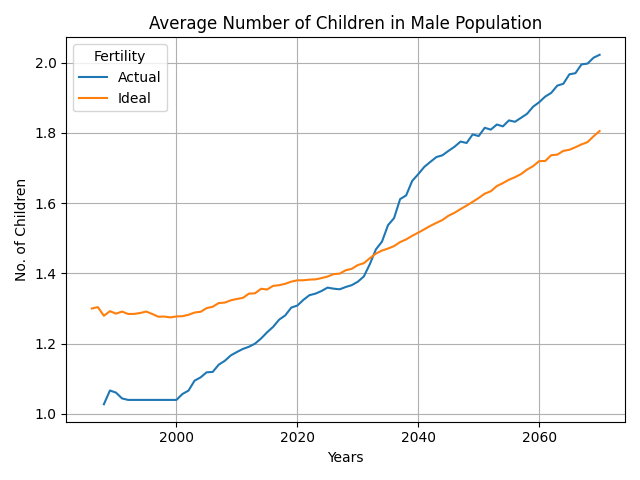 Average Number of Children in Male Population
Fertility
Actual
Ideal
No. of Children
2.0
1.8
1.6
1.4
1.2
1.0
2000 2020 2040 2060
Years